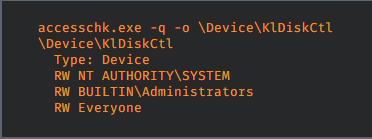 accesschk.exe -q -o \Device\KlDiskCtl
\Device\KlDiskCtl
Type: Device
RW NT AUTHORITY\SYSTEM
RW BUILTIN\Administrators
RW Everyone